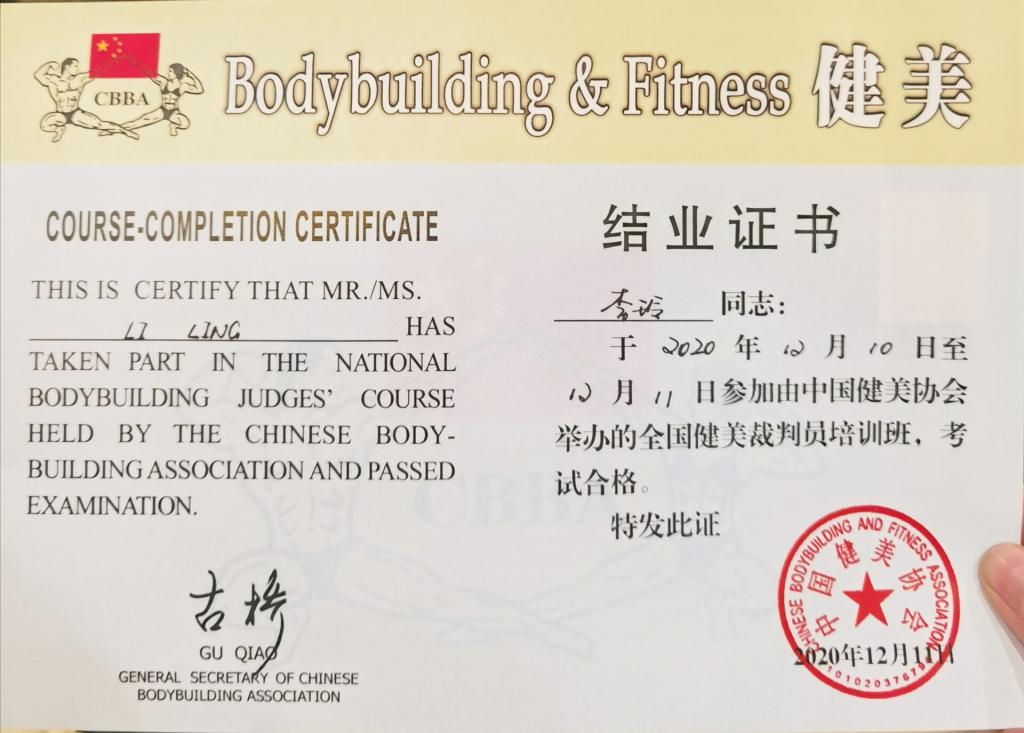 CBBA
Bodybuilding & Fitness 健美
COURSE-COMPLETION CERTIFICATE
THIS IS CERTIFY THAT MR./MS.
LI LING HAS
TAKEN PART IN THE NATIONAL
BODYBUILDING JUDGES' COURSE
HELD BY THE CHINESE BODY-
BUILDING ASSOCIATION AND PASSED
EXAMINATION.
古桥
GU QIAO
GENERAL SECRETARY OF CHINESE
BODYBUILDING ASSOCIATION
结业证书
李玲 同志:
于 2020 年 12 月 10 日至
12 月 11 日参加由中国健美协会
举办的全国健美裁判员培训班，考
试合格。
特发此证
CHINESE BODYBUILDING AND FITNESS ASSOCIATION
中国健美协会
2020年12月11日
CBBA